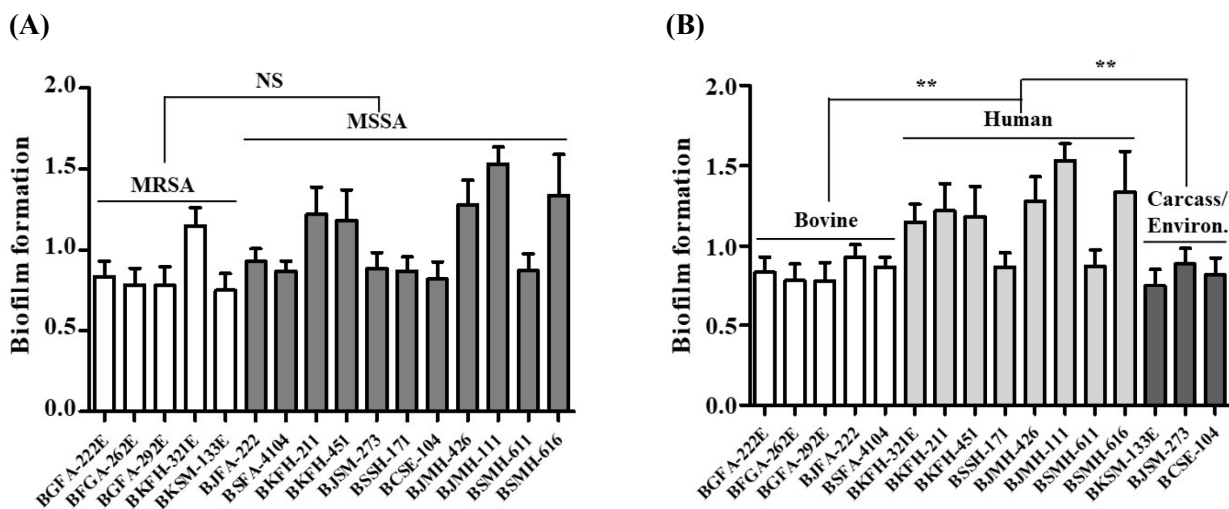 (A)
Biofilm formation
2.0
1.5
1.0
0.5
0.0
NS
MSSA
MRSA
BGFA-222E
BFGA-262E
BGFA-292E
BKFH-321E
BKSM-133E
BJFA-222
BSFA-4104
BKFH-211
BKFH-451
BJSM-273
BSSH-171
BCSE-104
BJMH-426
BJMH-111
BSMH-611
BSMH-616
(B)
Biofilm formation
2.0
1.5
1.0
0.5
0.0
**
**
Human
Bovine
Carcass/
Environ.
BGFA-222E
BFGA-262E
BGFA-292E
BJFA-222
BSFA-4104
BKFH-321E
BKFH-211
BKFH-451
BSSH-171
BJMH-426
BJMH-111
BSMH-611
BSMH-616
BKSM-133E
BJSM-273
BCSE-104